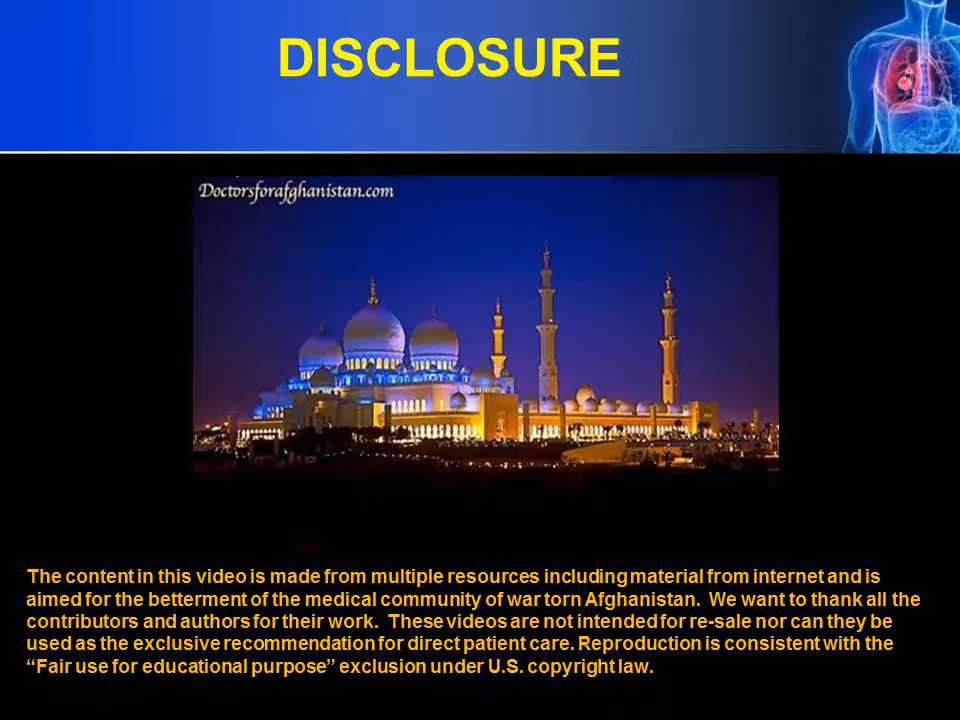 DISCLOSURE
Doctorsforafghanistan.com
The content in this video is made from multiple resources including material from internet and is
aimed for the betterment of the medical community of war torn Afghanistan.  We want to thank all the
contributors and authors for their work.  These videos are not intended for re-sale nor can they be
used as the exclusive recommendation for direct patient care. Reproduction is consistent with the
“Fair use for educational purpose” exclusion under U.S. copyright law.